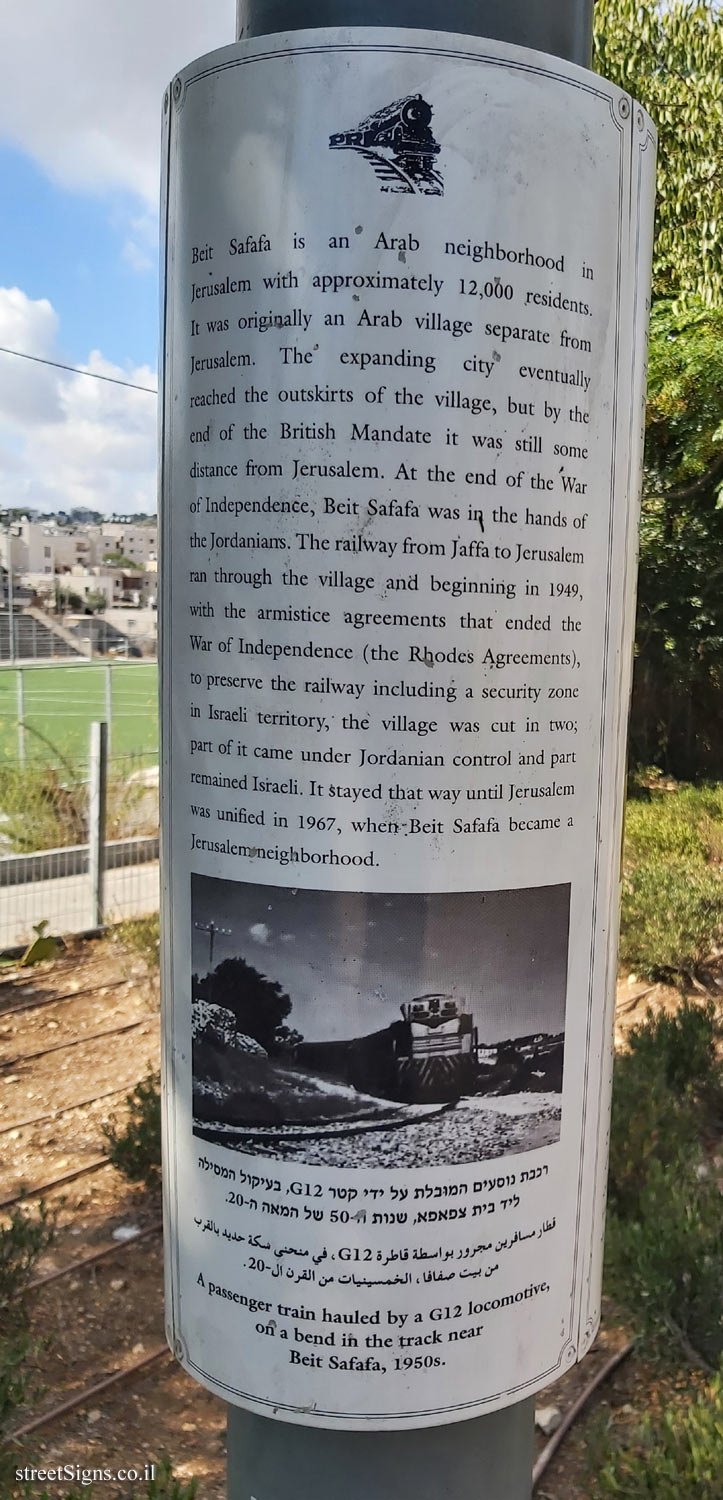 PR
Beit Safafa is an Arab neighborhood in
Jerusalem with approximately 12,000 residents.
It was originally an Arab village separate from
Jerusalem. The expanding city eventually
reached the outskirts of the village, but by the
end of the British Mandate it was still some
distance from Jerusalem. At the end of the War
of Independence, Beit Safafa was in the hands of
the Jordanians. The railway from Jaffa to Jerusalem
ran through the village and beginning in 1949,
with the armistice agreements that ended the
War of Independence (the Rhodes Agreements),
to preserve the railway including a security zone
in Israeli territory, the village was cut in two;
part of it came under Jordanian control and part
remained Israeli. It stayed that way until Jerusalem
was unified in 1967, when Beit Safafa became a
Jerusalem neighborhood.
רכבת נוסעים המובלת על ידי קטר G12, בעיקול המסילה
ליד בית צפאפא, שנות ה-50 של המאה ה-20.
قطار مسافرين مجرور بواسطة قاطرة G12، في منحنى سكة حديد بالقرب
من بيت صفافا، الخمسينيات من القرن ال-20.
A passenger train hauled by a G12 locomotive,
on a bend in the track near
Beit Safafa, 1950s.
streetSigns.co.il